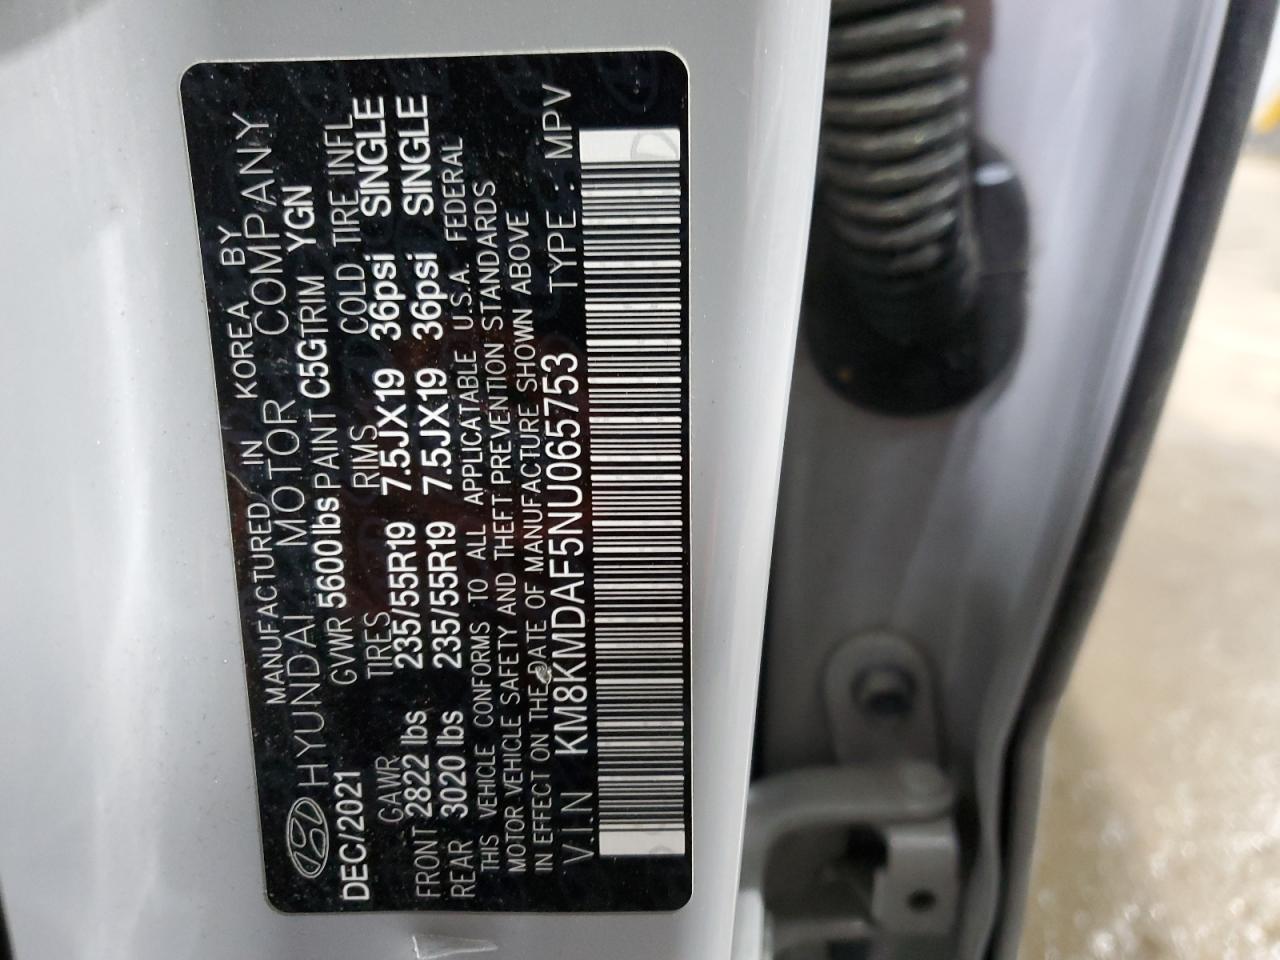 MANUFACTURED IN KOREA BY
HYUNDAI MOTOR COMPANY
DEC/2021 GVWR 5600 lbs PAINT C5G TRIM YGN
GAWR TIRES RIMS COLD TIRE INFL
FRONT 2822 lbs 235/55R19 7.5JX19 36psi SINGLE
REAR 3020 lbs 235/55R19 7.5JX19 36psi SINGLE
THIS VEHICLE CONFORMS TO ALL APPLICATABLE U.S.A. FEDERAL
MOTOR VEHICLE SAFETY AND THEFT PREVENTION STANDARDS
IN EFFECT ON THE DATE OF MANUFACTURE SHOWN ABOVE
V.I.N KM8KMDAF5NU065753 TYPE : MPV